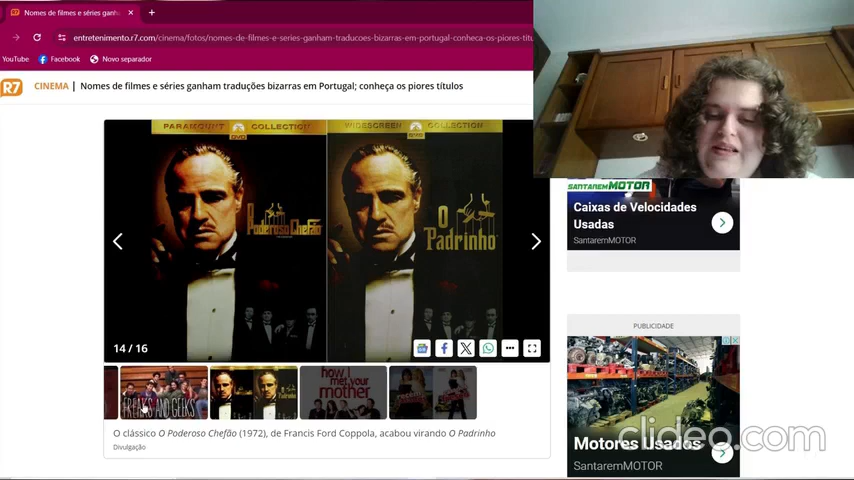 Nomes de filmes e séries ganh
entretenimento.r7.com/cinema/fotos/nomes-de-filmes-e-series-ganham-traducoes-bizarras-em-portugal-conheca-os-piores-titu
YouTube
Facebook
Novo separador
R7
CINEMA | Nomes de filmes e séries ganham traduções bizarras em Portugal; conheça os piores títulos
PARAMOUNT COLLECTION
WIDESCREEN COLLECTION
DVD
DVD
Poderoso Chefão
O Padrinho
14 / 16
FREAKS AND GEEKS
O Padrinho
how i met your mother
O clássico O Poderoso Chefão (1972), de Francis Ford Coppola, acabou virando O Padrinho
Divulgação
SANTAREMMOTOR
Caixas de Velocidades
Usadas
SantaremMOTOR
PUBLICIDADE
Motores Usados
SantaremMOTOR
clideo.com